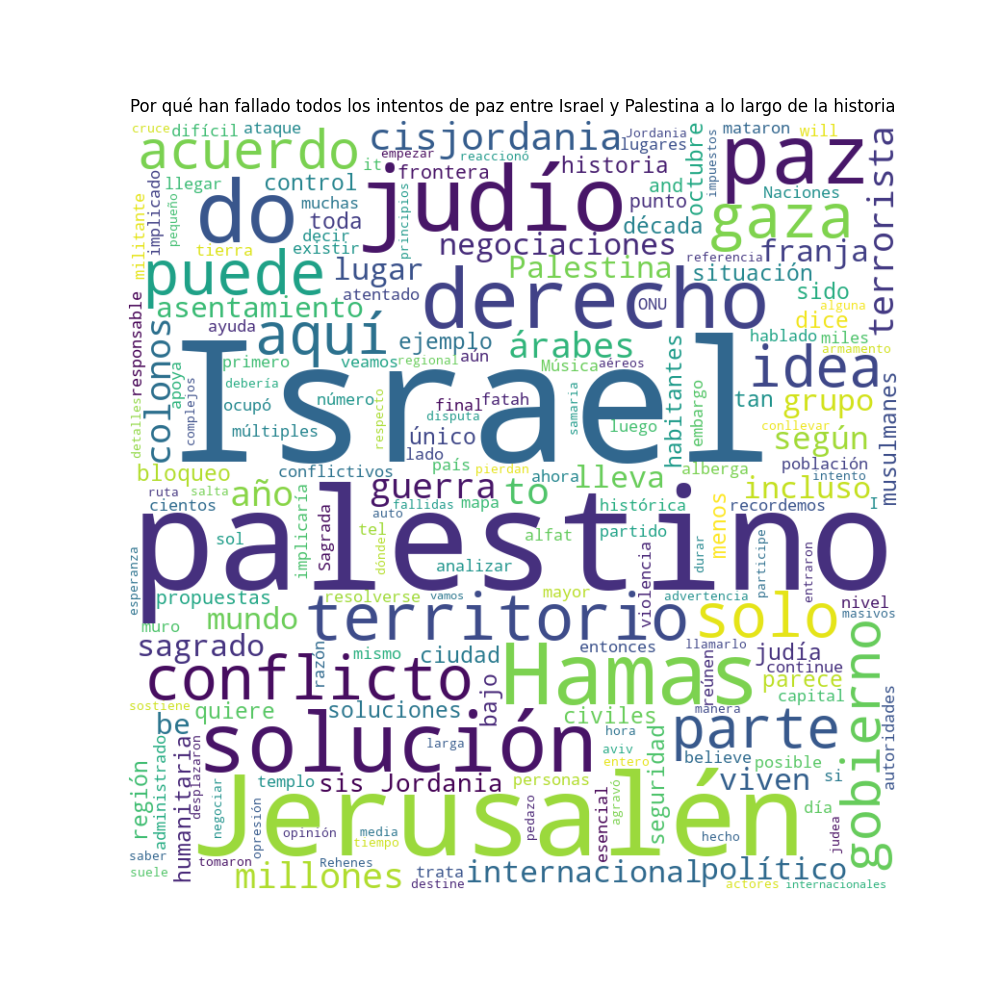 Por qué han fallado todos los intentos de paz entre Israel y Palestina a lo largo de la historia
cruce
difícil
ataque
acuerdo
cisjordania
Jordania
lugares
octubre
impuestos
mataron
will
paz
terrorista
militante
implicado
pequeño
llegar
do
control
muchas
toda
decir
existir
tierra
empezar
it
reaccionó
frontera
principios
judío
historia
and
punto
década
negociaciones
Naciones
gaza
referencia
franja
puede
lugar
Palestina
situación
sido
alguna
dice
miles
armamento
hablado
asentamiento
atentado
derecho
ONU
responsable
colonos
apoya
ayuda
aquí
ejemplo
árabes
habitantes
idea
musulmanes
primero
veamos
regional
aún
Música
aéreos
debería
complejos
detalles
ocupó
número
respecto
final
fatah
disputa
samaria
luego
embargo
tan
grupo
conllevar
múltiples
único
lado
Israel
según
bloqueo
conflictivos
país
pierdan
ahora
lleva
alberga
población
intento
ruta
salta
año
guerra
to
incluso
cientos
implicaría
Sagrada
auto
fallidas
mapa
histórica
menos
recordemos
I
sol
tel
dónde
alfat
partido
palestino
esperanza
analizar
violencia
durar
participe
entraron
propuestas
resolverse
vamos
mayor
advertencia
nivel
masivos
muro
mundo
territorio
solo
sagrado
razón
mismo
ciudad
entonces
llamarlo
judía
continue
reúnen
parece
conflicto
bajo
Hamas
capital
gobierno
autoridades
sostiene
be
quiere
soluciones
civiles
manera
parte
humanitaria
desplazaron
solución
larga
hora
aviv
entero
seguridad
believe
posible
región
administrado
templo
sis Jordania
personas
viven
si
negociar
opresión
Jerusalén
agravó
esencial
día
pedazo
opinión
media
tiempo
hecho
judea
saber
suele
tomaron
Rehenes
millones
trata
destine
internacional
político
actores
internacionales